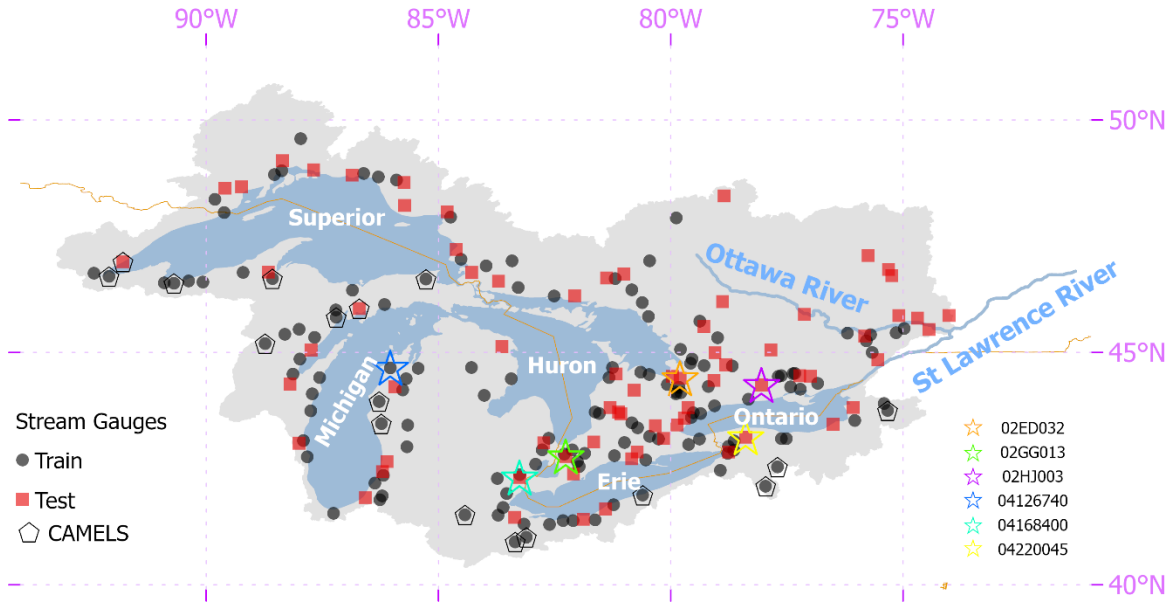 90°W 85°W 80°W 75°W
50°N
Superior
Ottawa River
St Lawrence River
45°N
Huron
Michigan
Ontario
Erie
Stream Gauges
Train
Test
CAMELS
02ED032
02GG013
02HJ003
04126740
04168400
04220045
40°N